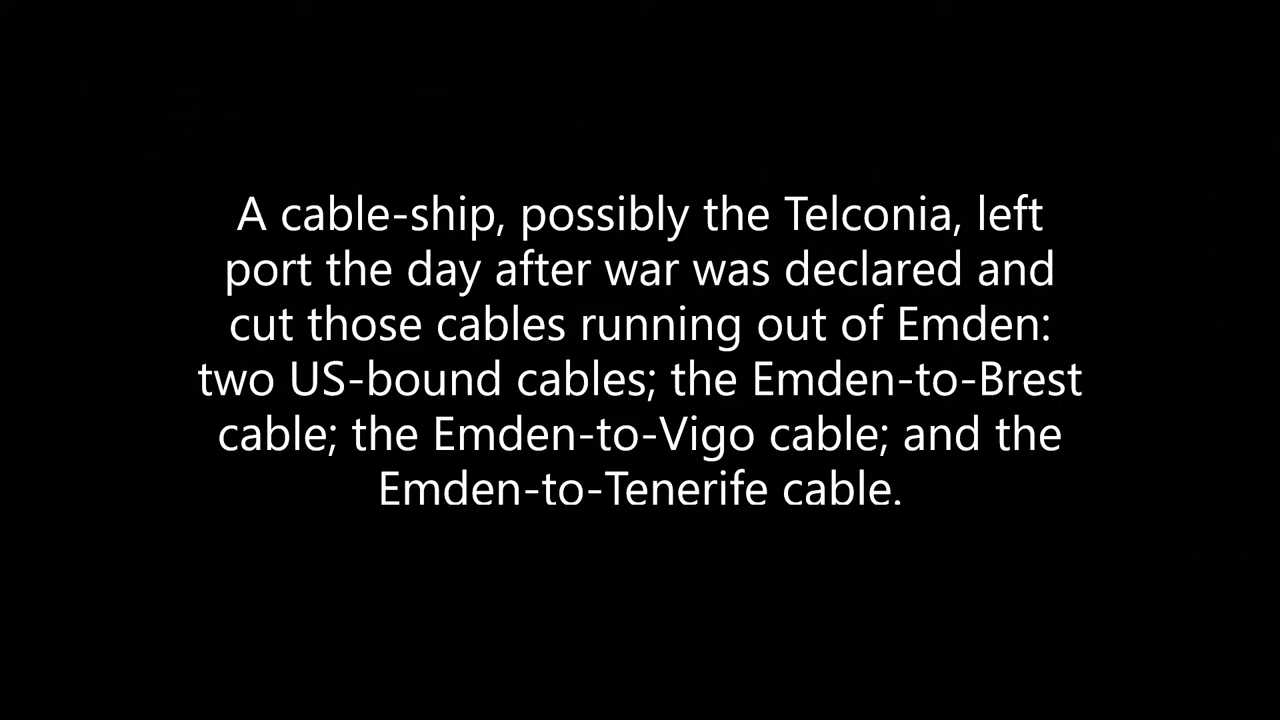 A cable-ship, possibly the Telconia, left
port the day after war was declared and
cut those cables running out of Emden:
two US-bound cables; the Emden-to-Brest
cable; the Emden-to-Vigo cable; and the
Emden-to-Tenerife cable.